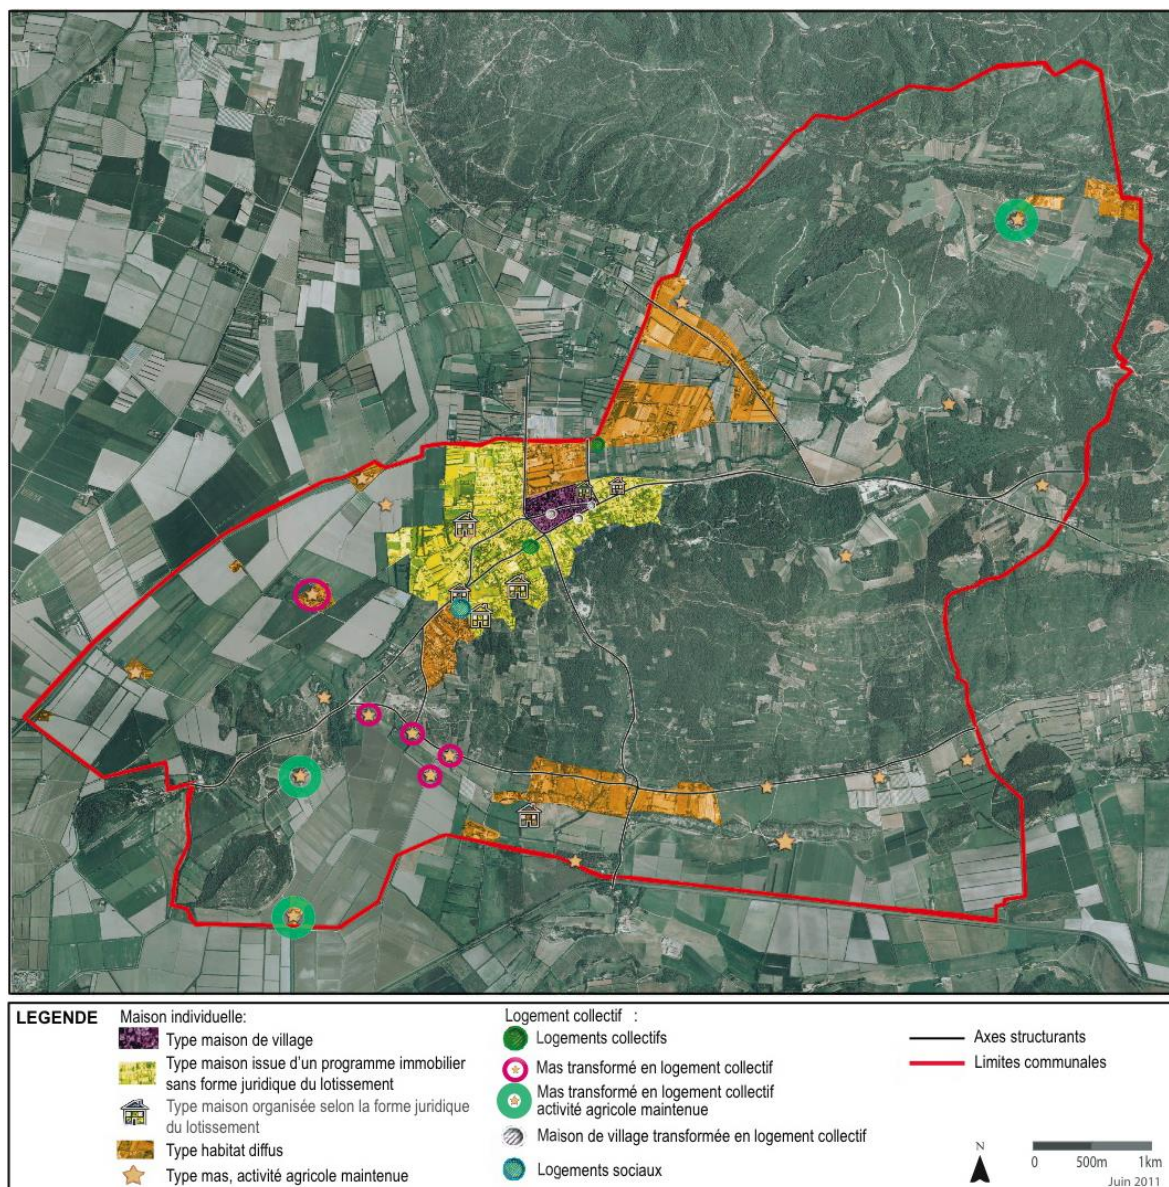 LEGENDE
Maison individuelle:
Type maison de village
Type maison issue d'un programme immobilier
sans forme juridique du lotissement
Type maison organisée selon la forme juridique
du lotissement
Type habitat diffus
Type mas, activité agricole maintenue
Logement collectif :
Logements collectifs
Mas transformé en logement collectif
Mas transformé en logement collectif
activité agricole maintenue
Maison de village transformée en logement collectif
Logements sociaux
Axes structurants
Limites communales
N
0 500m 1km
Juin 2011